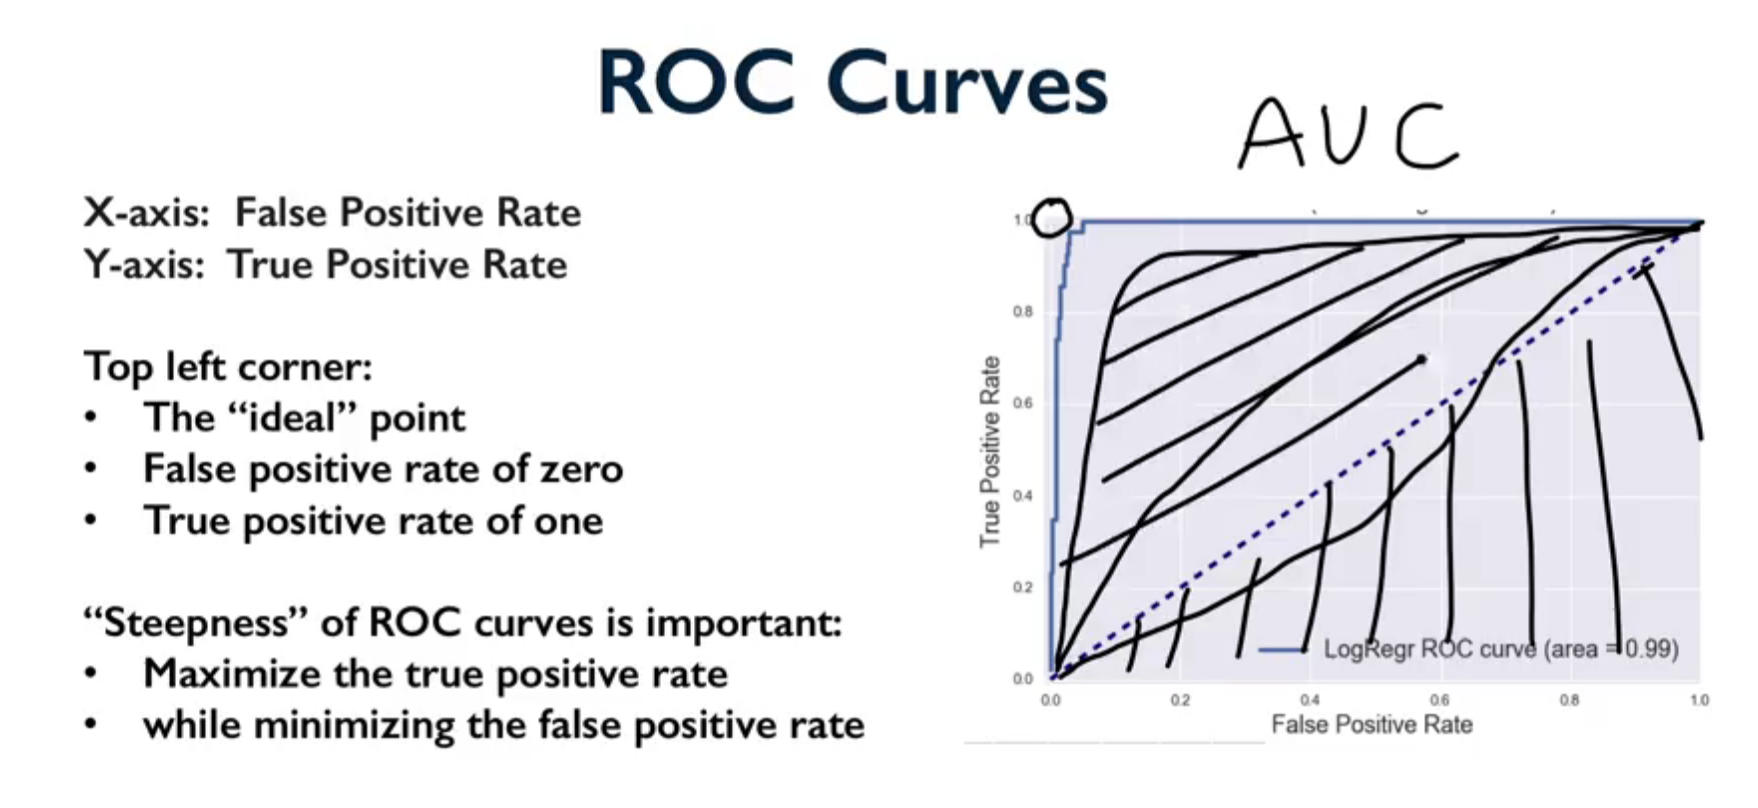 ROC Curves
AUC
X-axis: False Positive Rate
Y-axis: True Positive Rate
Top left corner:
• The “ideal” point
• False positive rate of zero
• True positive rate of one
“Steepness” of ROC curves is important:
• Maximize the true positive rate
• while minimizing the false positive rate
True Positive Rate
1.0
0.8
0.6
0.4
0.2
0.0
LogRegr ROC curve (area = 0.99)
0.0 0.2 0.4 0.6 0.8 1.0
False Positive Rate